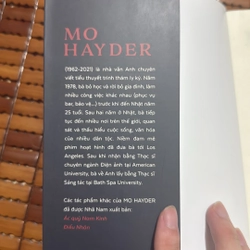 MO
HAYDER
(1962-2021) là nhà văn Anh chuyên
viết tiểu thuyết trinh thám ly kỳ. Năm
1978, bà bỏ học và rời bỏ gia đình, làm
nhiều công việc khác nhau (phục vụ
bar, bảo vệ...) trước khi đến Nhật năm
25 tuổi. Sau hai năm ở Nhật, bà tiếp
tục đến nhiều nơi trên thế giới, quan
sát và thấu hiểu cuộc sống, văn hóa
của nhiều dân tộc. Niềm đam mê
phim hoạt hình đã đưa bà tới Los
Angeles. Sau khi nhận bằng Thạc sĩ
chuyên ngành Điện ảnh tại American
University, bà về Anh lấy bằng Thạc sĩ
Sáng tác tại Bath Spa University.
Các tác phẩm khác của MO HAYDER
đã được Nhã Nam xuất bản:
Ác quỷ Nam Kinh
Điểu Nhân